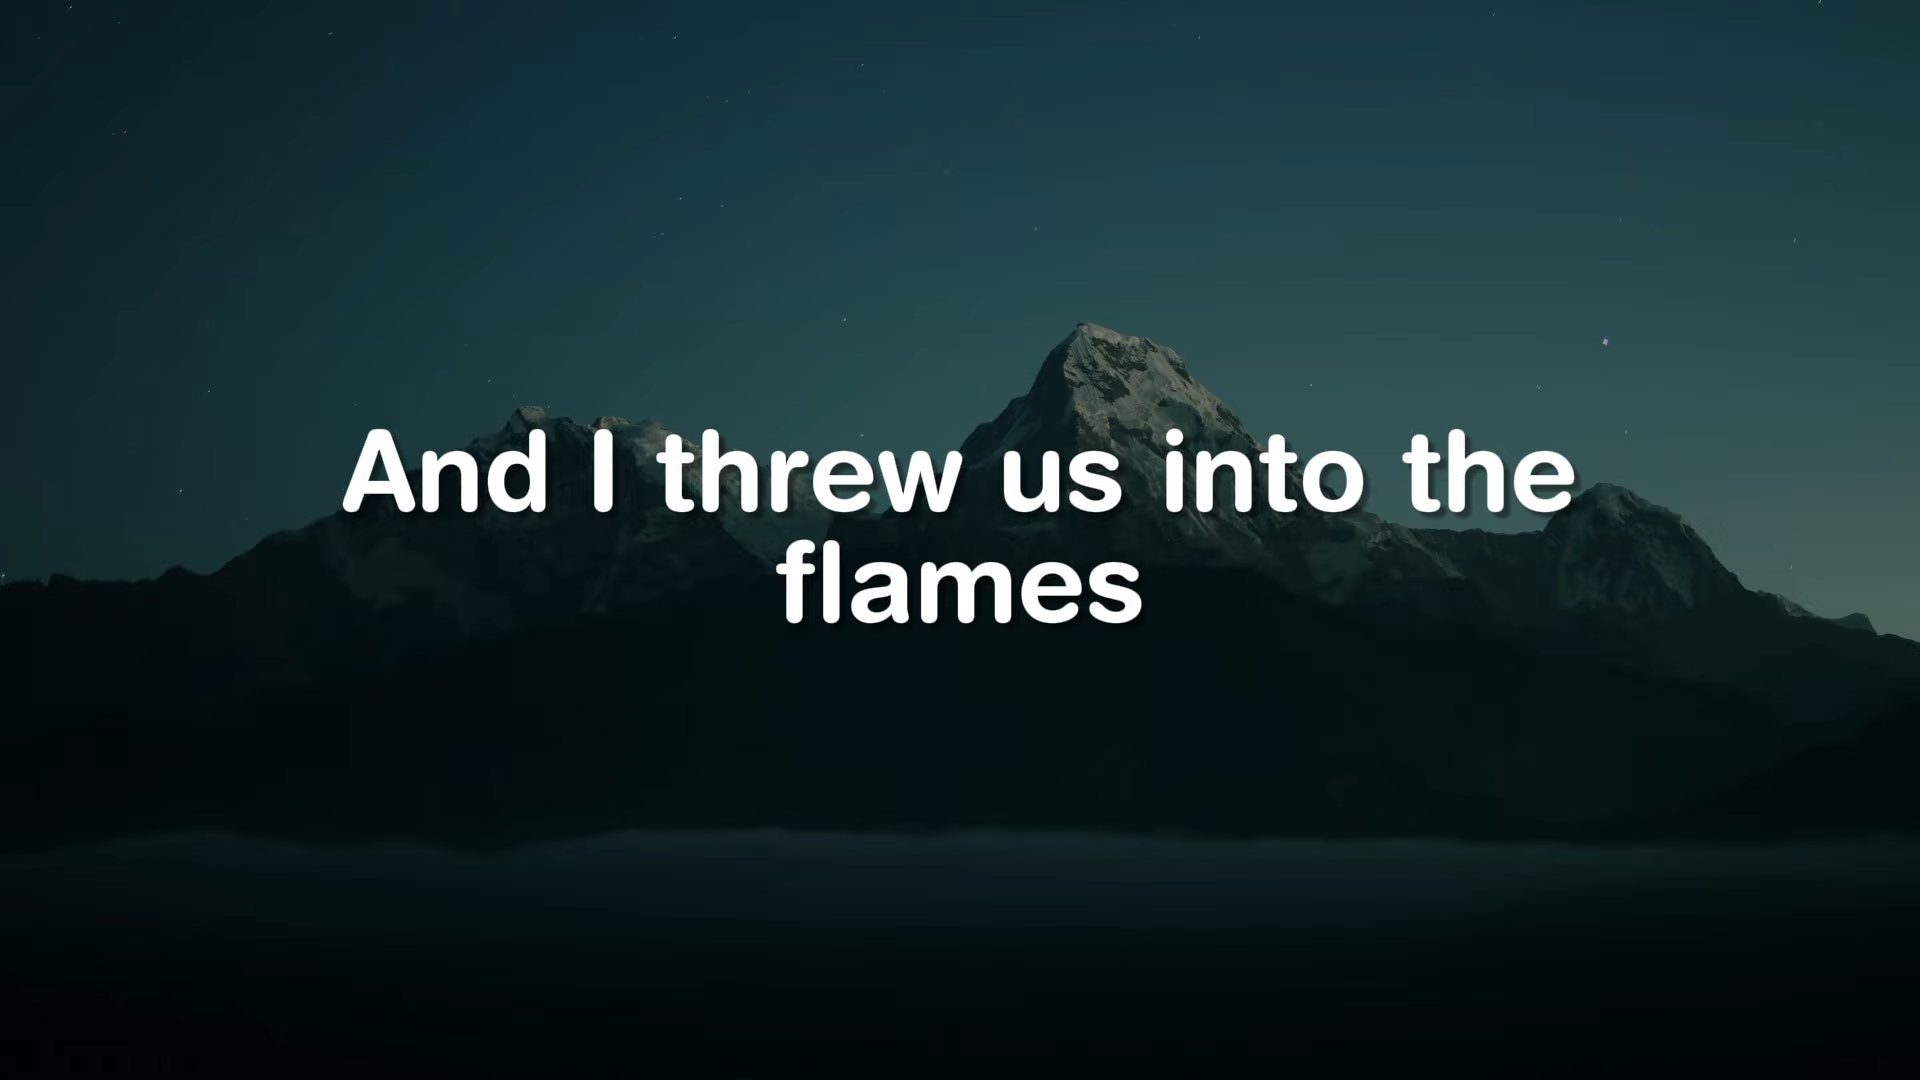 And I threw us into the
flames